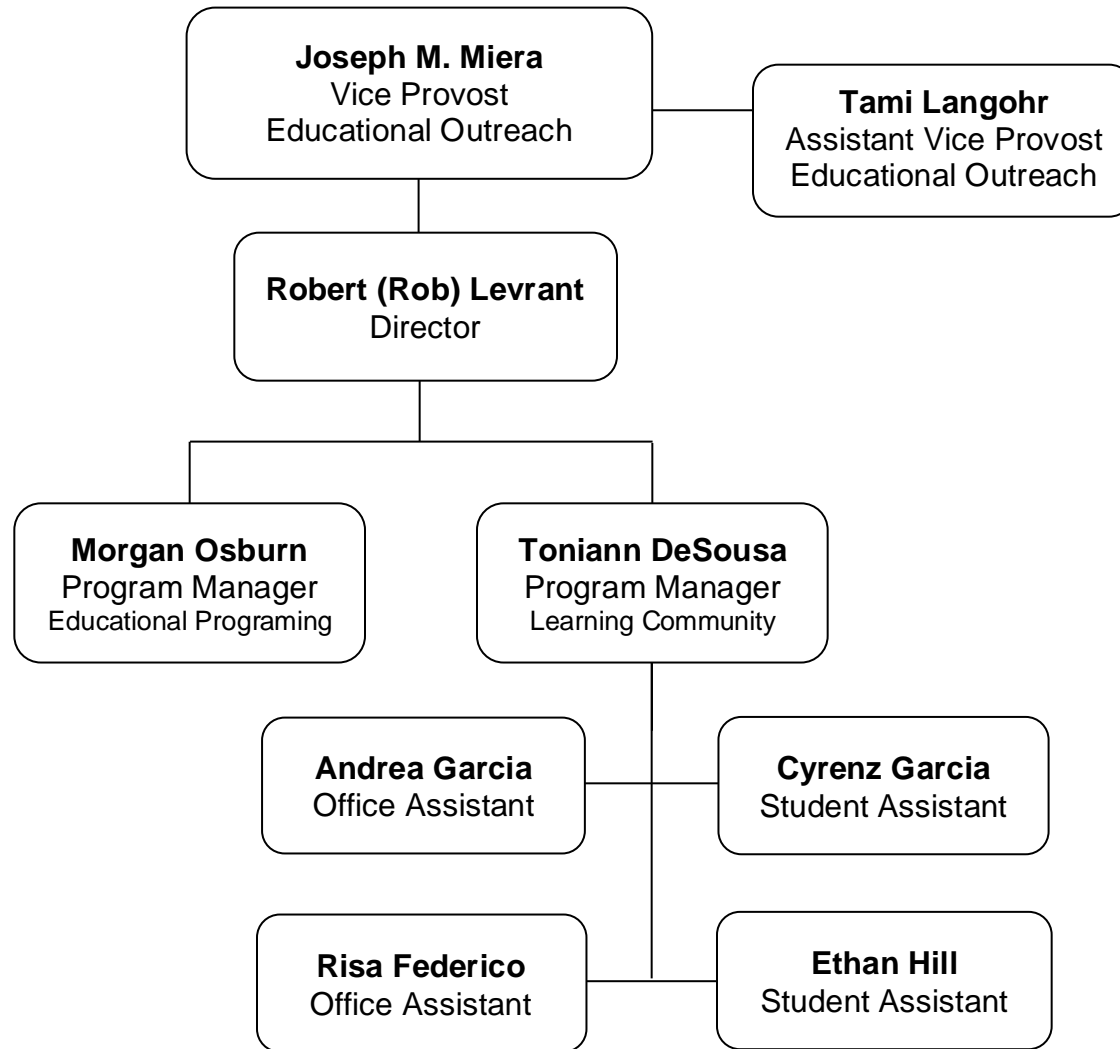 Joseph M. Miera
Vice Provost
Educational Outreach
Tami Langohr
Assistant Vice Provost
Educational Outreach
Robert (Rob) Levrant
Director
Morgan Osburn
Program Manager
Educational Programing
Toniann DeSousa
Program Manager
Learning Community
Andrea Garcia
Office Assistant
Cyrenz Garcia
Student Assistant
Risa Federico
Office Assistant
Ethan Hill
Student Assistant